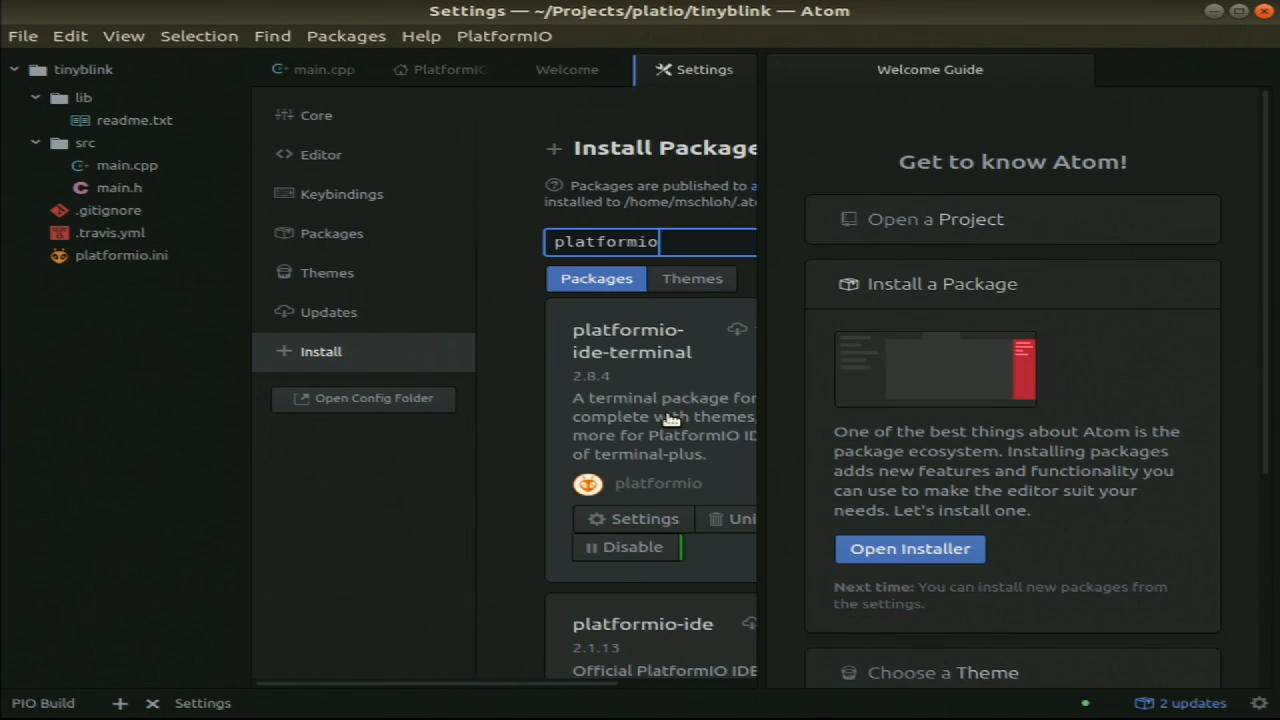 Settings — ~/Projects/platio/tinyblink — Atom
File Edit View Selection Find Packages Help PlatformIO
tinyblink
lib
readme.txt
src
main.cpp
main.h
.gitignore
.travis.yml
platformio.ini
main.cpp
PlatformIO
Welcome
Settings
Welcome Guide
Core
Editor
Keybindings
Packages
Themes
Updates
Install
Open Config Folder
Install Package
Packages are published to a
installed to /home/mschloh/.ato
platformio
Packages
Themes
platformio-
ide-terminal
2.8.4
A terminal package for
complete with themes,
more for PlatformIO ID
of terminal-plus.
platformio
Settings
Uni
Disable
platformio-ide
2.1.13
Official PlatformIO IDE
Get to know Atom!
Open a Project
Install a Package
One of the best things about Atom is the
package ecosystem. Installing packages
adds new features and functionality you
can use to make the editor suit your
needs. Let's install one.
Open Installer
Next time: You can install new packages from
the settings.
Choose a Theme
PIO Build
Settings
2 updates